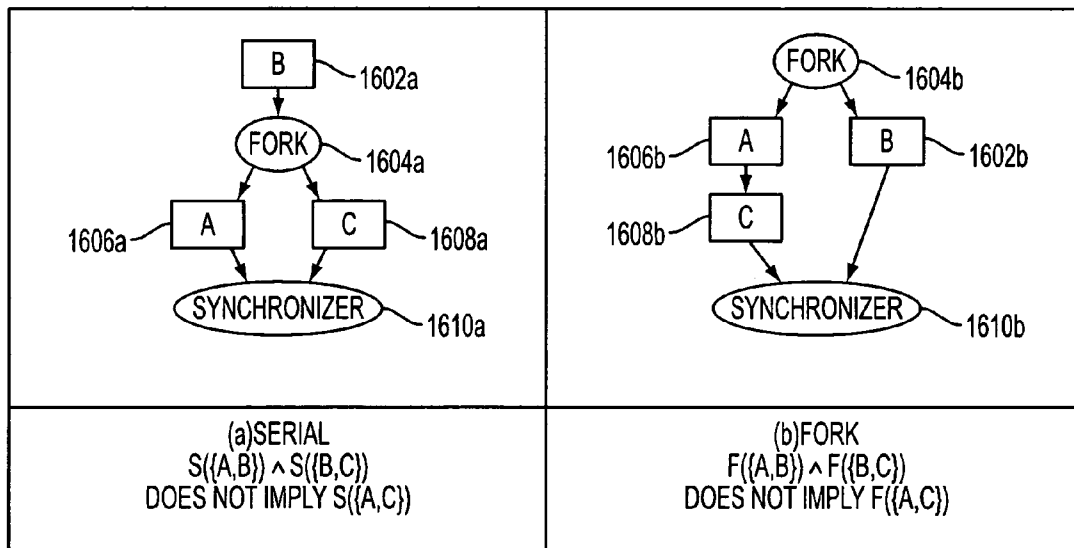 B
1602a
FORK
1604a
A
1606a
C
1608a
SYNCHRONIZER
1610a
FORK
1604b
A
1606b
B
1602b
C
1608b
SYNCHRONIZER
1610b
(a)SERIAL
S({A,B}) ∧ S({B,C})
DOES NOT IMPLY S({A,C})
(b)FORK
F({A,B}) ∧ F({B,C})
DOES NOT IMPLY F({A,C})